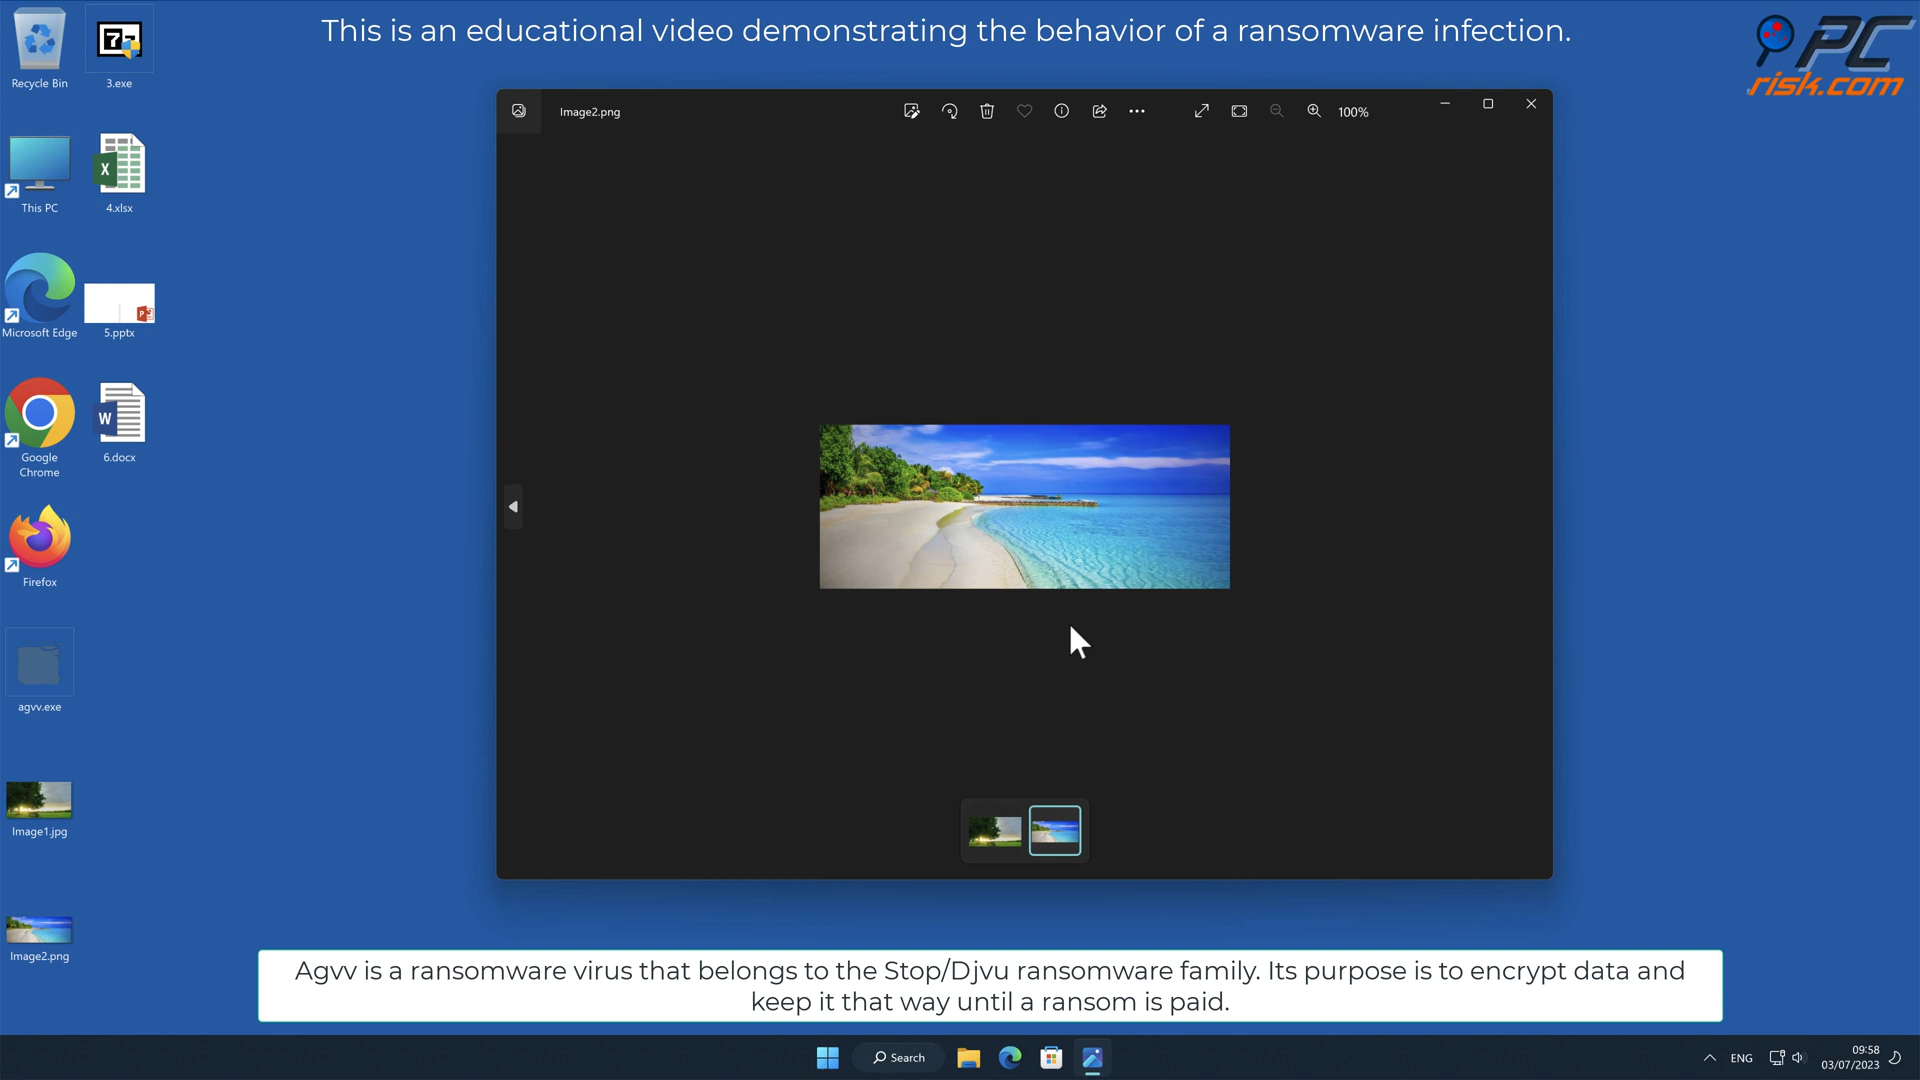 This is an educational video demonstrating the behavior of a ransomware infection.
PC
risk.com
Recycle Bin
3.exe
This PC
4.xlsx
Microsoft Edge
5.pptx
Google
Chrome
6.docx
Firefox
agvv.exe
Image1.jpg
Image2.png
Image2.png
100%
Agvv is a ransomware virus that belongs to the Stop/Djvu ransomware family. Its purpose is to encrypt data and
keep it that way until a ransom is paid.
Search
ENG
09:58
03/07/2023